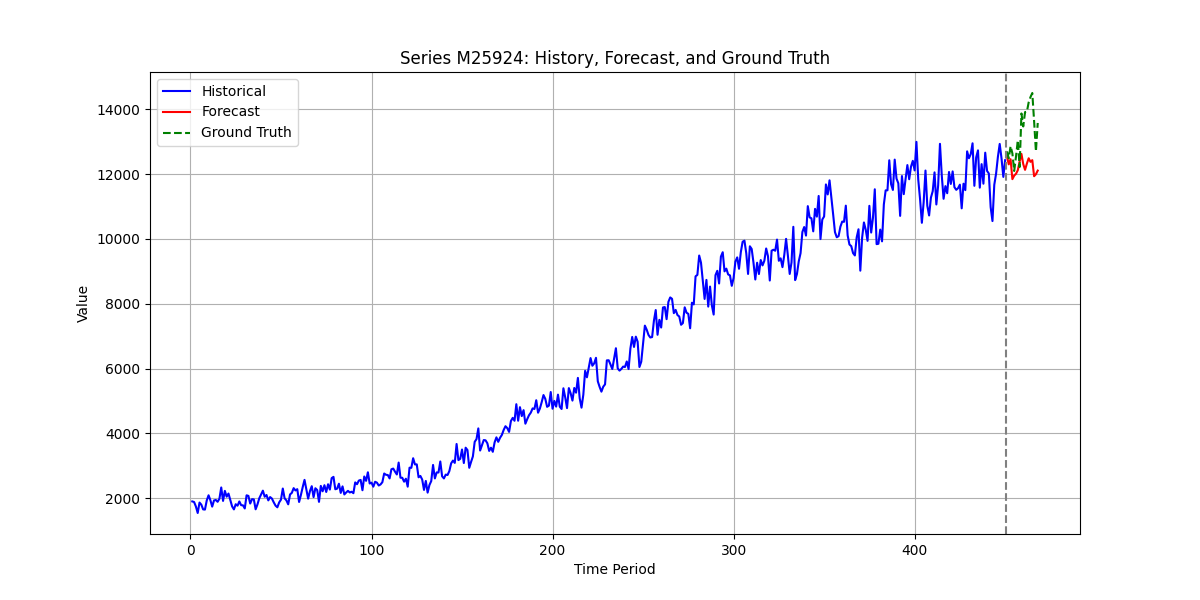 Series M25924: History, Forecast, and Ground Truth
Historical
Forecast
Ground Truth
14000
12000
10000
8000
6000
4000
2000
Value
0 100 200 300 400
Time Period